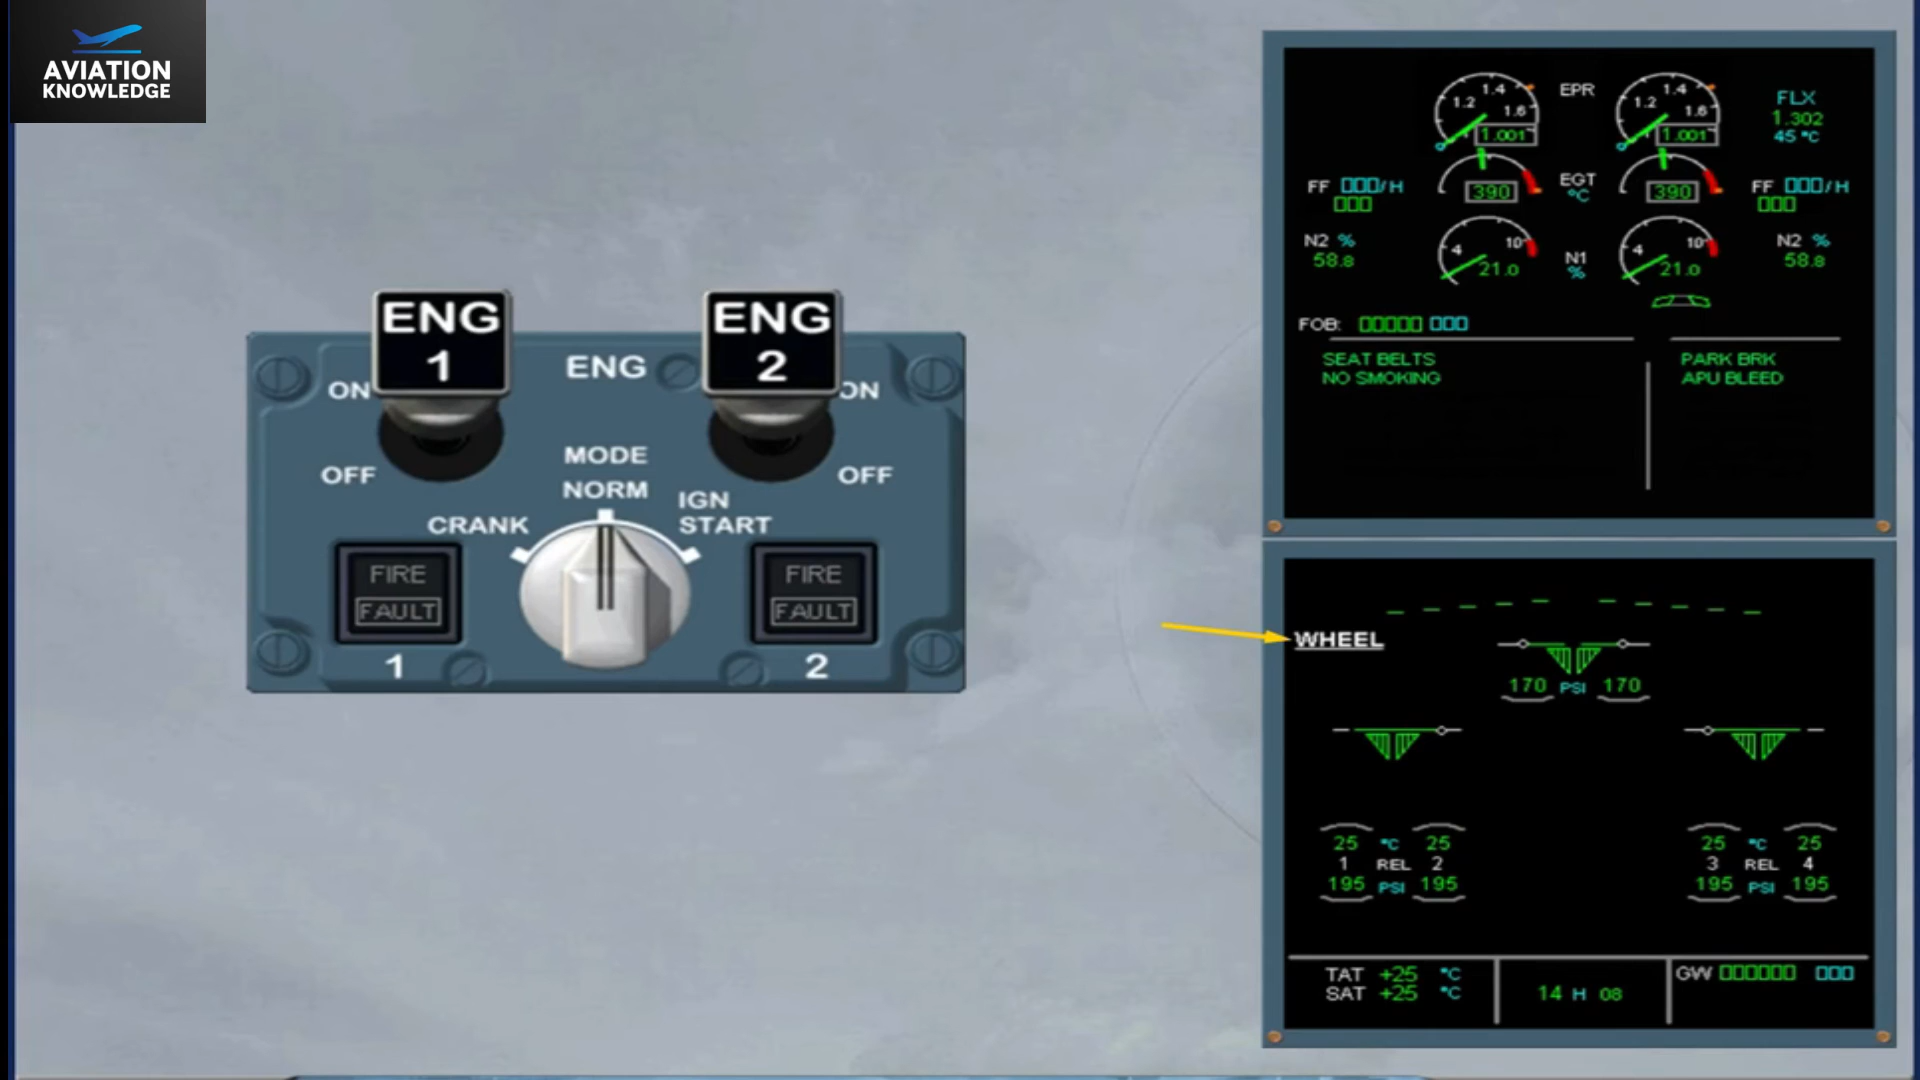 AVIATION
KNOWLEDGE
ENG
1
ENG
ENG
2
ON
ON
OFF
OFF
MODE
NORM
CRANK
IGN
START
FIRE
FAULT
FIRE
FAULT
1
2
1.2 1.4 1.6
1.001
EPR
1.2 1.4 1.6
1.001
FLX
1.302
45 °C
FF /H
390
EGT
°C
390
FF /H
N2 %
58.8
4 10
21.0
N1
%
4 10
21.0
N2 %
58.8
FOB:
SEAT BELTS
NO SMOKING
PARK BRK
APU BLEED
WHEEL
170 PSI 170
25 °C 25
1 REL 2
195 PSI 195
25 °C 25
3 REL 4
195 PSI 195
TAT +25 °C
SAT +25 °C
14 H 08
GW